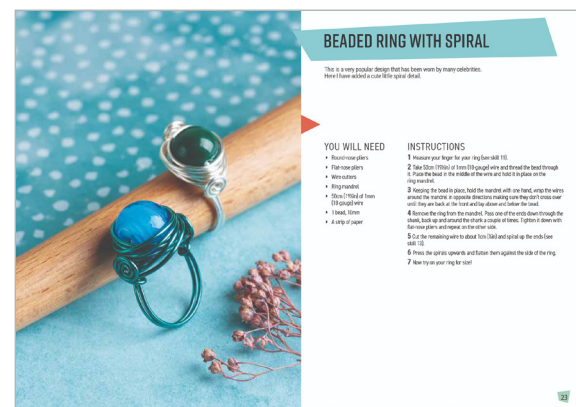 BEADED RING WITH SPIRAL
This is a very popular design that has been worn by many celebrities.
Here I have added a cute little spiral detail.
YOU WILL NEED
Round-nose pliers
Flat-nose pliers
Wire cutters
Ring mandrel
50cm (19¾in) of 1mm
(18 gauge) wire
1 bead, 10mm
A strip of paper
INSTRUCTIONS
1 Measure your finger for your ring (see skill 11).
2 Take 50cm (19¾in) of 1mm (18 gauge) wire and thread the bead through
it. Place the bead in the middle of the wire and hold it in place on the
ring mandrel.
3 Keeping the bead in place, hold the mandrel with one hand, wrap the wires
around the mandrel in opposite directions making sure they don't cross over
until they are back at the front and lay above and below the bead.
4 Remove the ring from the mandrel. Pass one of the ends down through the
shank, back up and around the shank a couple of times. Tighten it down with
flat-nose pliers and repeat on the other side.
5 Cut the remaining wire to about 1cm and spiral up the ends (see
skill
6 Press the spirals upwards and flatten them against the side of the ring.
7 Now try on your ring for size!
23